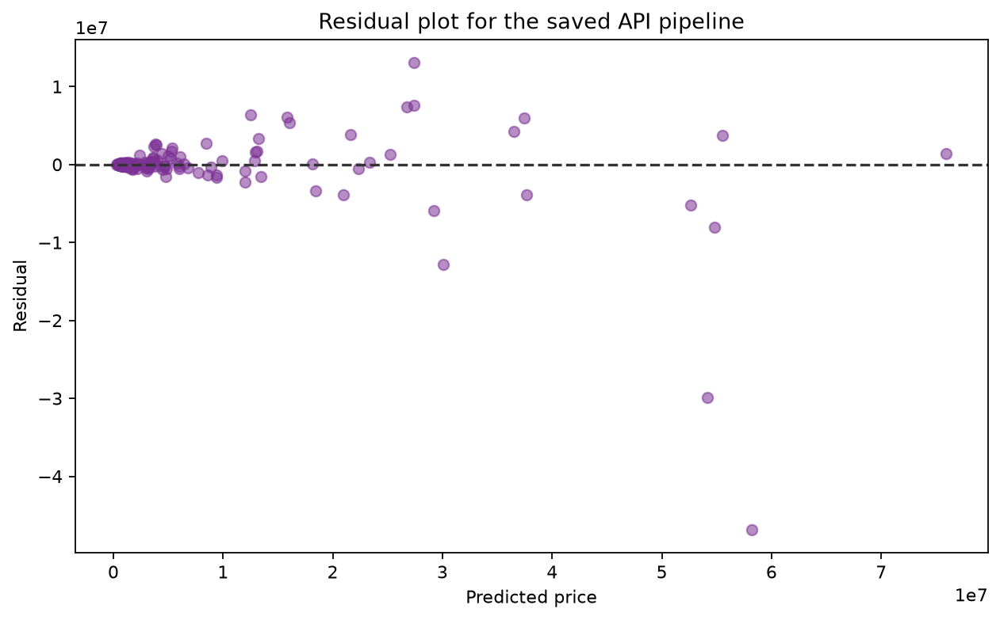 Residual plot for the saved API pipeline
1e7
1
0
−1
−2
−3
−4
Residual
0 1 2 3 4 5 6 7
1e7
Predicted price